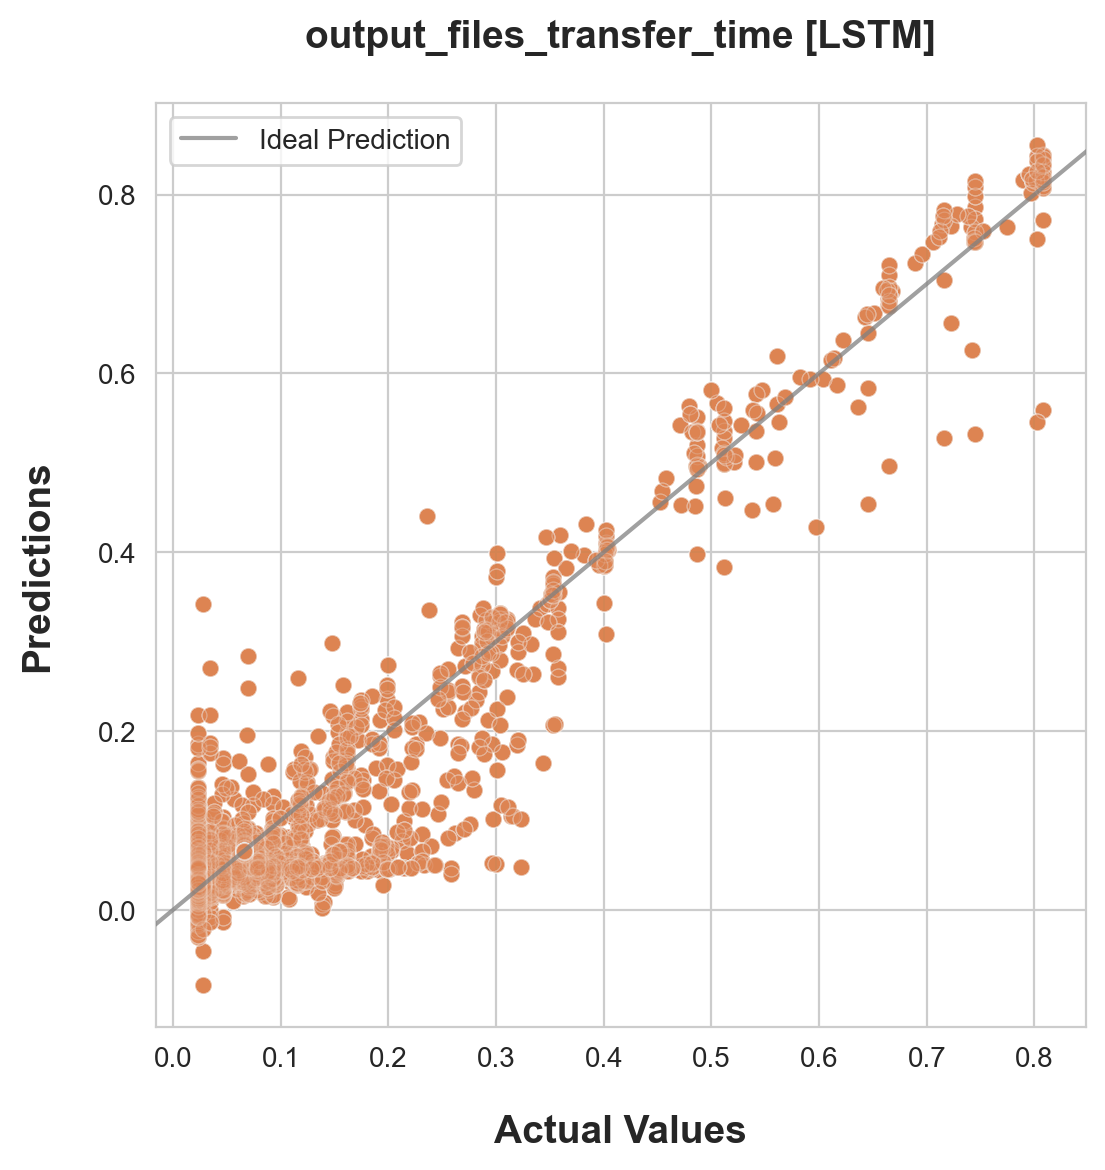 output_files_transfer_time [LSTM]
Ideal Prediction
0.8
0.6
0.4
0.2
0.0
Predictions
0.0 0.1 0.2 0.3 0.4 0.5 0.6 0.7 0.8
Actual Values